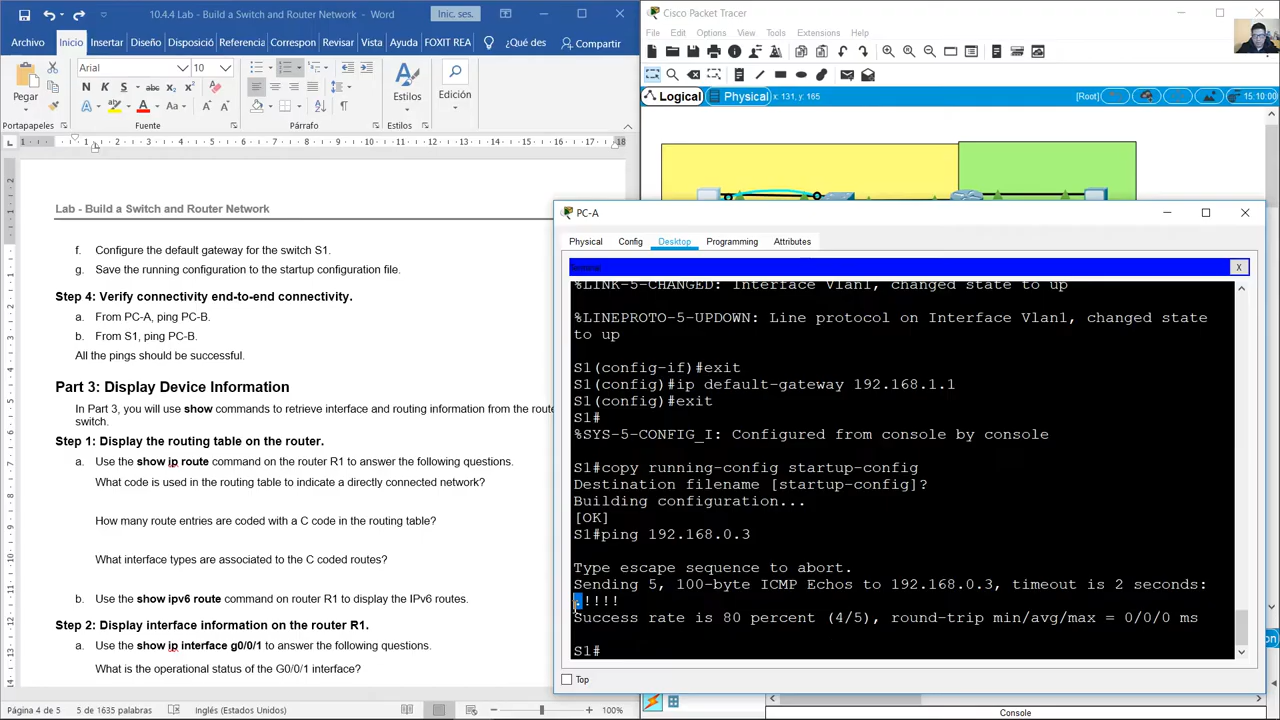 10.4.4 Lab - Build a Switch and Router Network - Word
Inic. ses.
Archiv
Inicio
Insertar
Diseño
Disposició
Referencia
Correspon
Revisar
Vista
Ayuda
FOXIT REA
¿Qué des
Compartir
Pegar
Arial
10
Estilos
Edición
Portapapeles
Fuente
Párrafo
Estilos
Lab - Build a Switch and Router Network
f. Configure the default gateway for the switch S1.
g. Save the running configuration to the startup configuration file.
Step 4: Verify connectivity end-to-end connectivity.
a. From PC-A, ping PC-B.
b. From S1, ping PC-B.
All the pings should be successful.
Part 3: Display Device Information
In Part 3, you will use show commands to retrieve interface and routing information from the route
switch.
Step 1: Display the routing table on the router.
a. Use the show ip route command on the router R1 to answer the following questions.
What code is used in the routing table to indicate a directly connected network?
How many route entries are coded with a C code in the routing table?
What interface types are associated to the C coded routes?
b. Use the show ipv6 route command on router R1 to display the IPv6 routes.
Step 2: Display interface information on the router R1.
a. Use the show ip interface g0/0/1 to answer the following questions.
What is the operational status of the G0/0/1 interface?
Página 4 de 5
5 de 1635 palabras
Inglés (Estados Unidos)
100%
Cisco Packet Tracer
File Edit Options View Tools Extensions Help
Logical
Physical
x: 131, y: 165
[Root]
15:10:00
PC-A
Physical
Config
Desktop
Programming
Attributes
X
%LINK-5-CHANGED: Interface Vlan1, changed state to up
%LINEPROTO-5-UPDOWN: Line protocol on Interface Vlan1, changed state
to up
S1(config-if)#exit
S1(config)#ip default-gateway 192.168.1.1
S1(config)#exit
S1#
%SYS-5-CONFIG_I: Configured from console by console
S1#copy running-config startup-config
Destination filename [startup-config]?
Building configuration...
[OK]
S1#ping 192.168.0.3
Type escape sequence to abort.
Sending 5, 100-byte ICMP Echos to 192.168.0.3, timeout is 2 seconds:
.!!!!
Success rate is 80 percent (4/5), round-trip min/avg/max = 0/0/0 ms
S1#
Top
Console